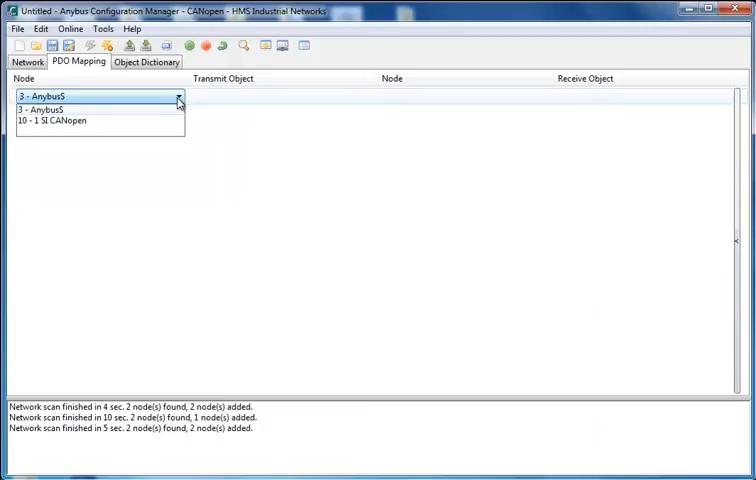 Untitled - Anybus Configuration Manager - CANopen - HMS Industrial Networks
File Edit Online Tools Help
Network PDO Mapping Object Dictionary
Node Transmit Object Node Receive Object
3 - AnybusS
3 - AnybusS
10 - 1 SI CANopen
<
Network scan finished in 4 sec. 2 node(s) found, 2 node(s) added.
Network scan finished in 10 sec. 2 node(s) found, 1 node(s) added.
Network scan finished in 5 sec. 2 node(s) found, 2 node(s) added.